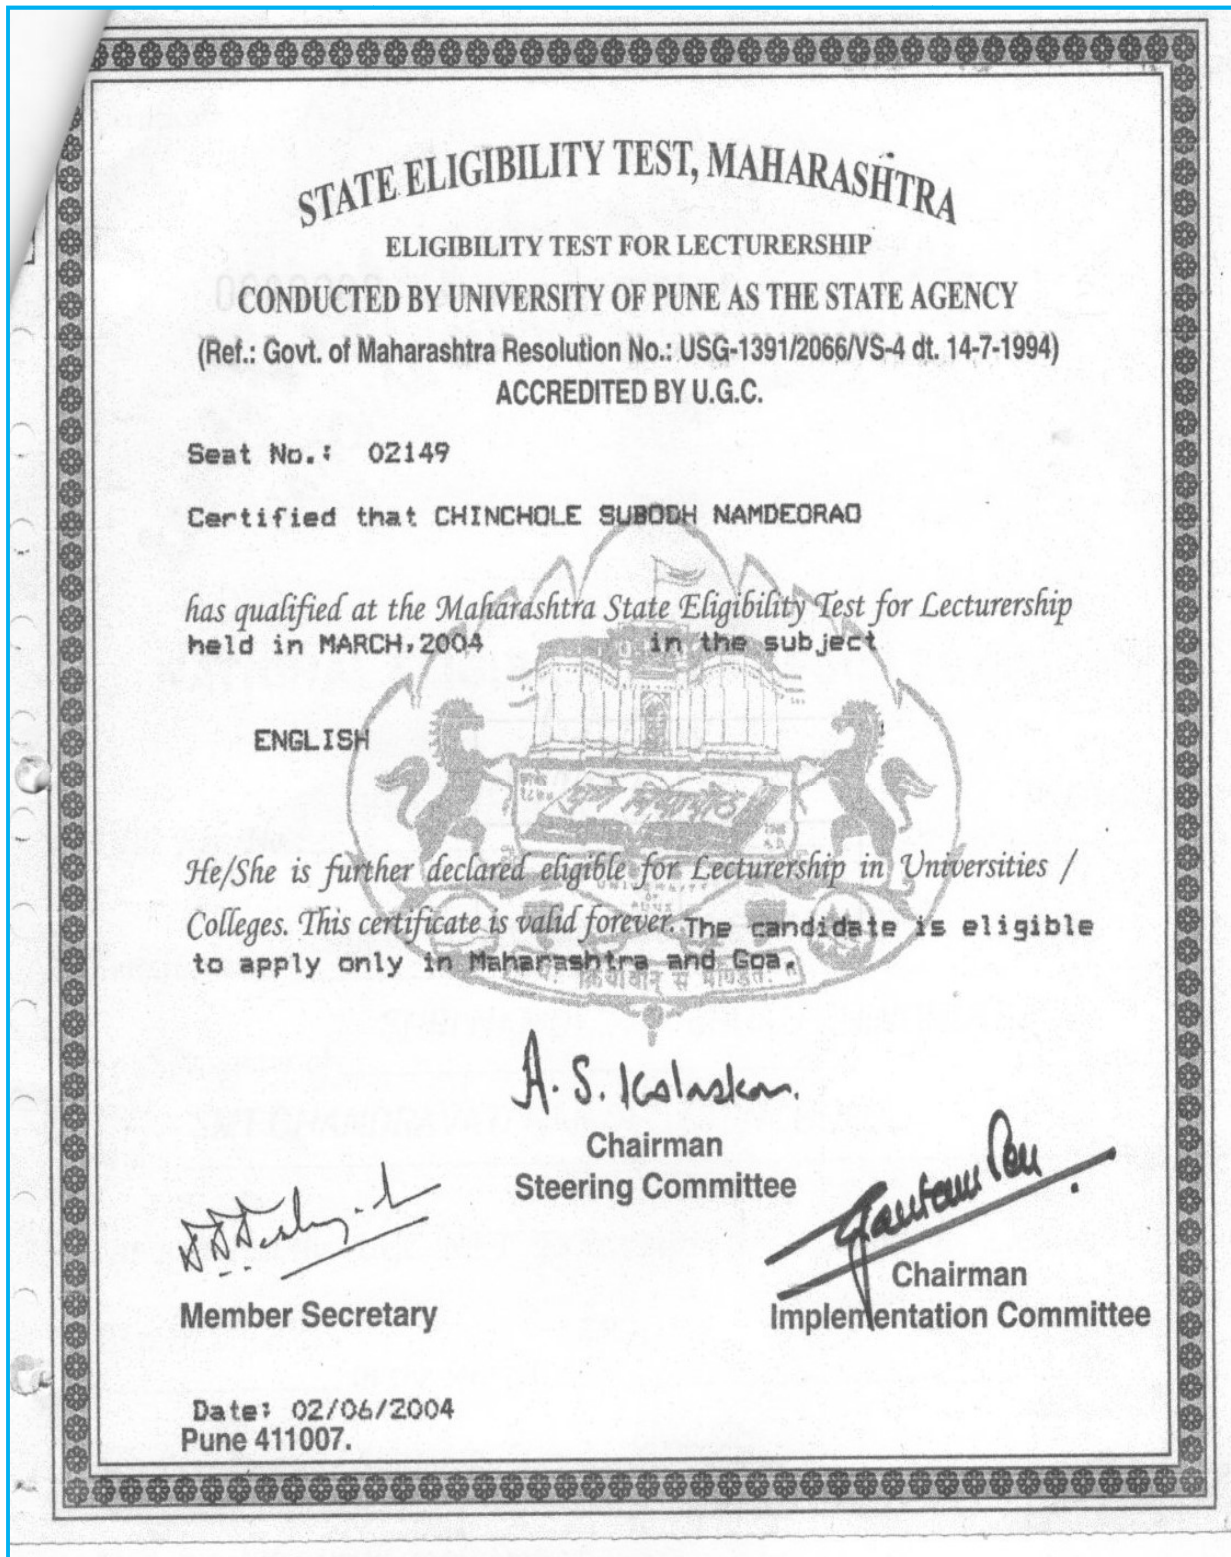 STATE ELIGIBILITY TEST, MAHARASHTRA
ELIGIBILITY TEST FOR LECTURERSHIP
CONDUCTED BY UNIVERSITY OF PUNE AS THE STATE AGENCY
(Ref.: Govt. of Maharashtra Resolution No.: USG-1391/2066/VS-4 dt. 14-7-1994)
ACCREDITED BY U.G.C.
Seat No.: 02149
Certified that CHINCHOLE SUBODH NAMDEORAO
has qualified at the Maharashtra State Eligibility Test for Lecturership
held in MARCH,2004 in the subject
ENGLISH
पुणे विद्यापीठ
He/She is further declared eligible for Lecturership in Universities /
UNIVERSITY
OF
Colleges. This certificate is valid forever. The candidate is eligible
to apply only in Maharashtra and Goa.
क्रियावान् स पण्डितः
A. S. Kolaskar.
Chairman
Steering Committee
Gautam Sen
Chairman
Implementation Committee
Member Secretary
Date: 02/06/2004
Pune 411007.